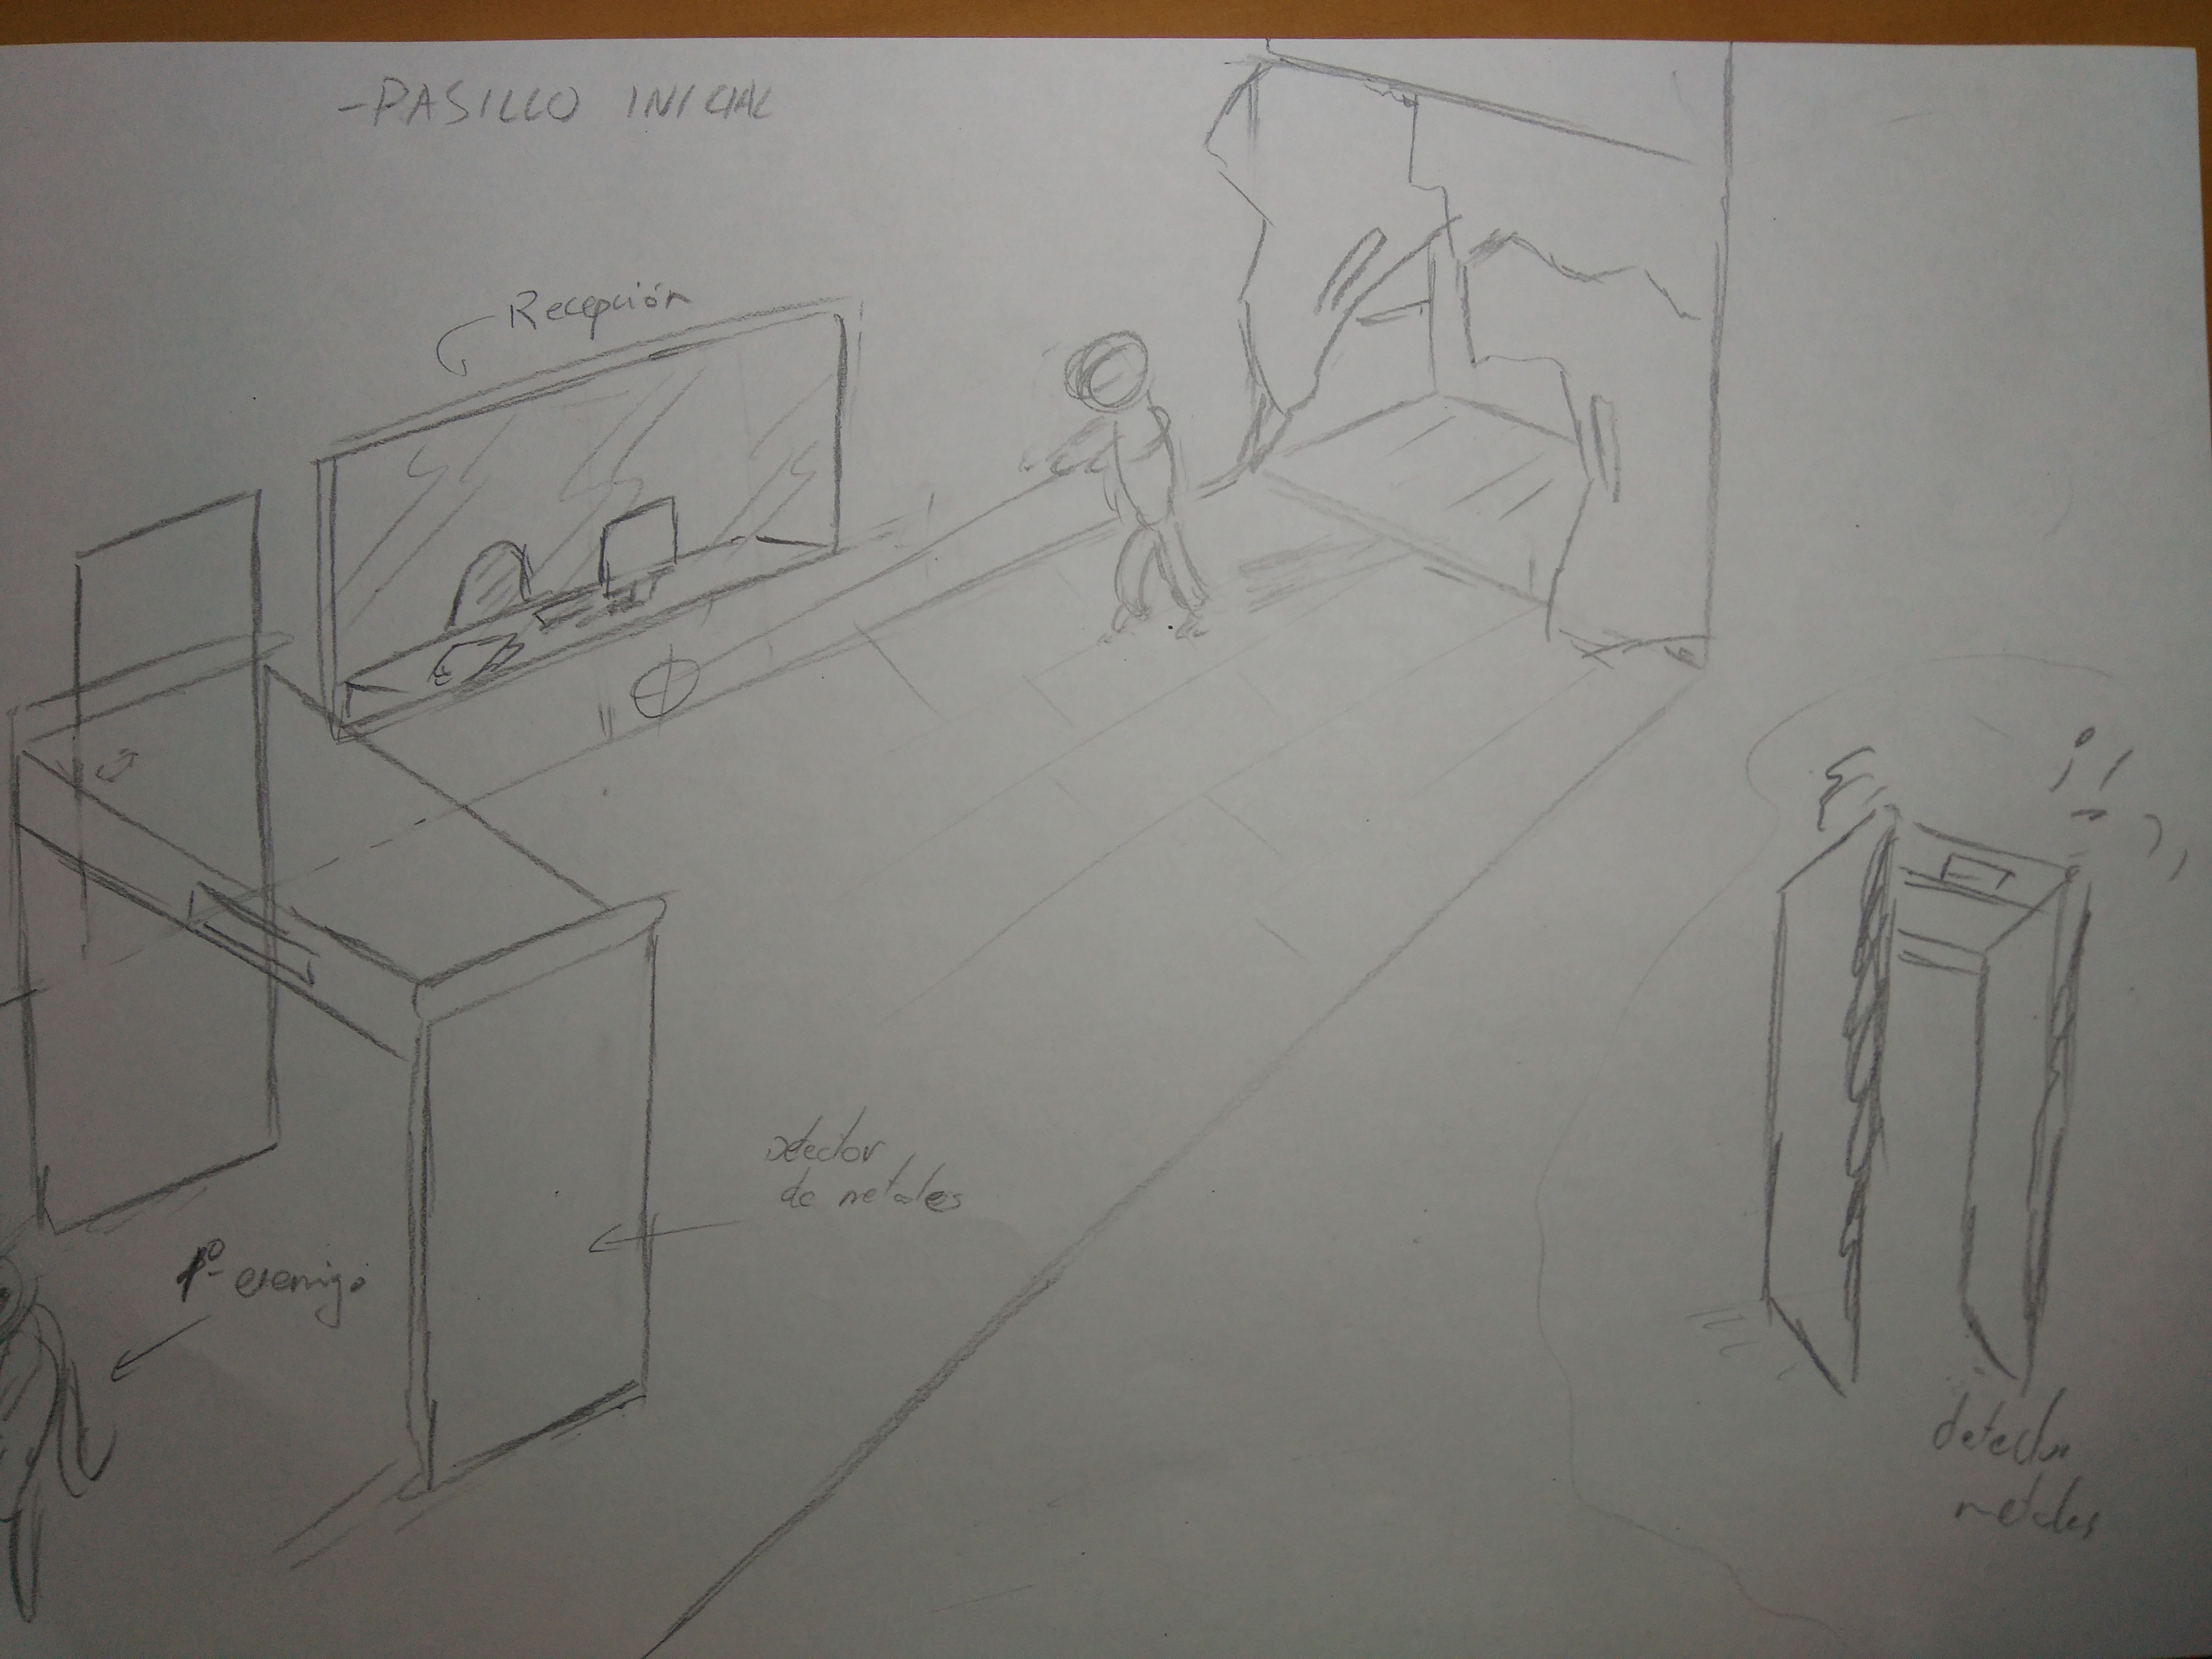 -PASILLO INICIAL
Recepción
detector
de metales
1º enemigo
detector
metales